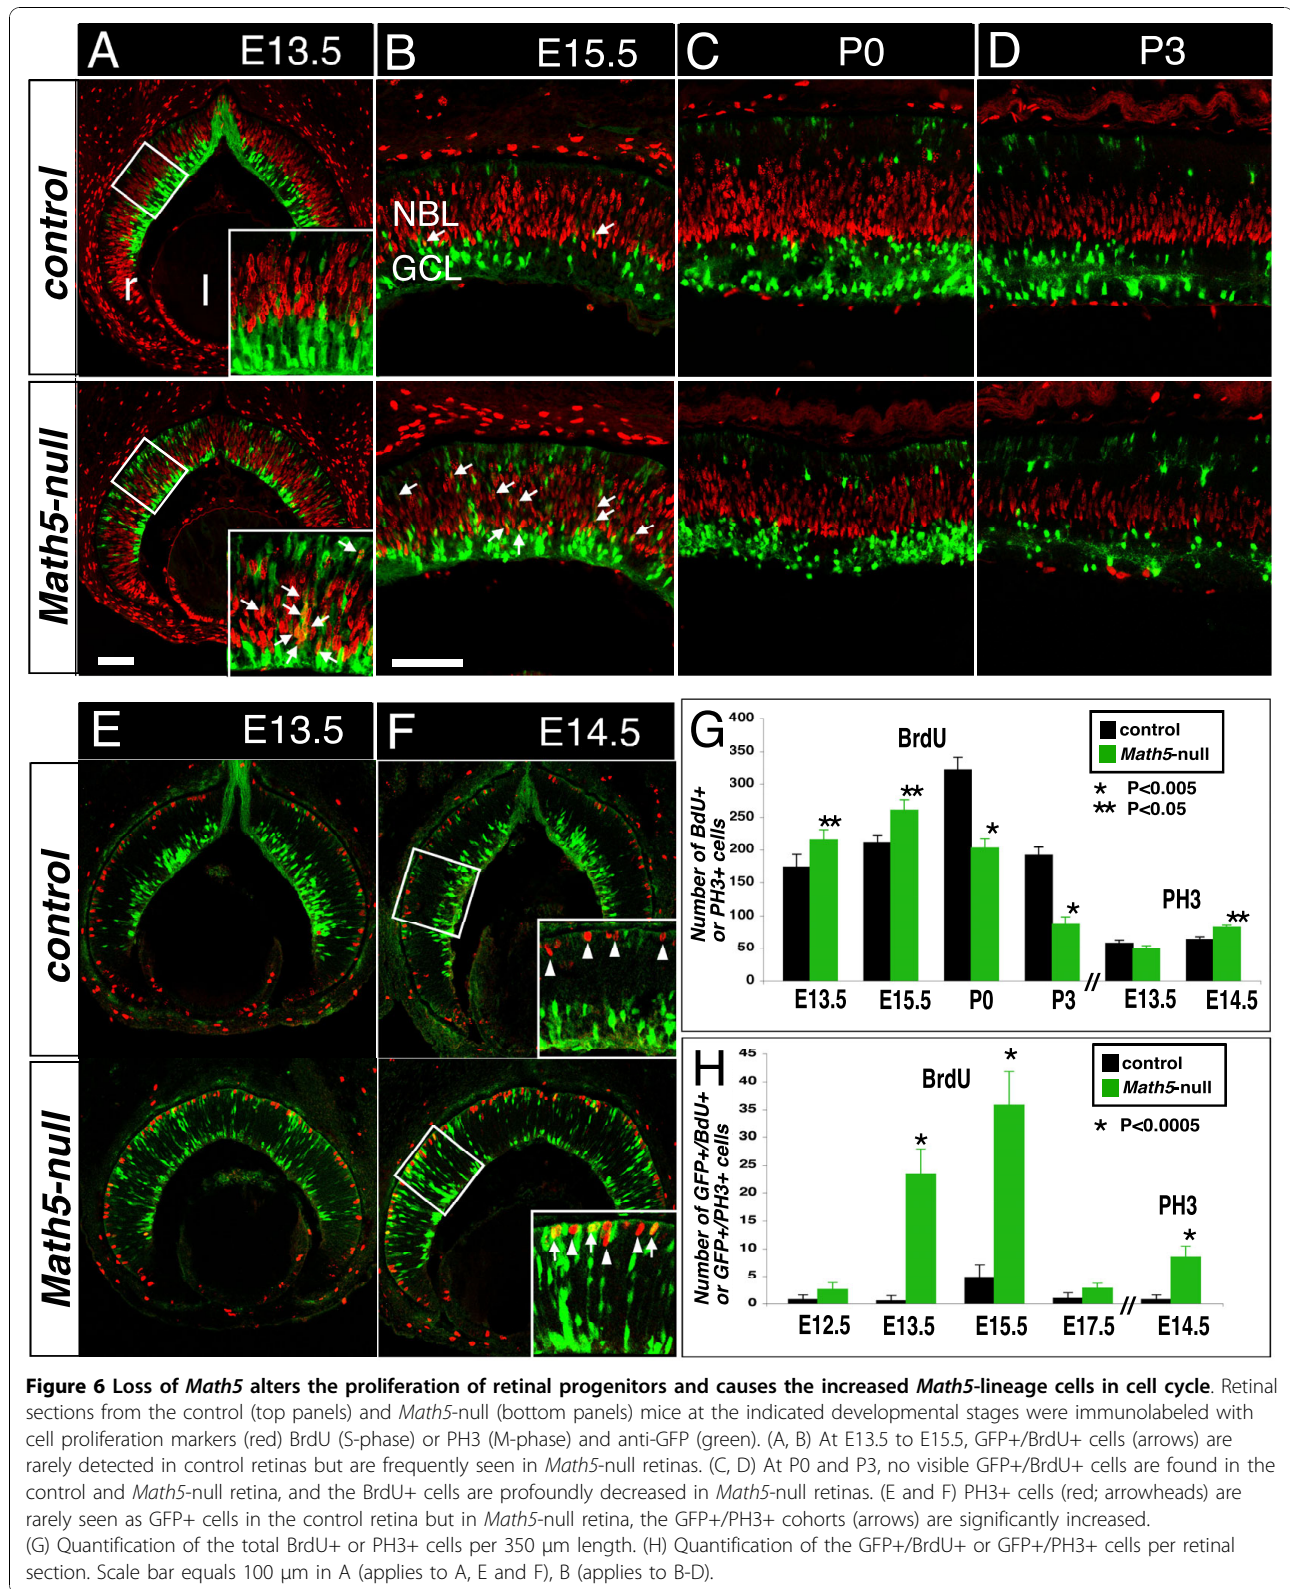 A E13.5
B E15.5
C P0
D P3
control
NBL
GCL
r l
Math5-null
E E13.5
F E14.5
control
Math5-null
G
400
350
300
250
200
150
100
50
0
Number of BdU+
or PH3+ cells
BrdU
control
Math5-null
* P<0.005
** P<0.05
** ** * * **
PH3
E13.5 E15.5 P0 P3 // E13.5 E14.5
H
45
40
35
30
25
20
15
10
5
0
Number of GFP+/BdU+
or GFP+/PH3+ cells
BrdU
control
Math5-null
* P<0.0005
* * *
PH3
E12.5 E13.5 E15.5 E17.5 // E14.5
Figure 6 Loss of Math5 alters the proliferation of retinal progenitors and causes the increased Math5-lineage cells in cell cycle. Retinal
sections from the control (top panels) and Math5-null (bottom panels) mice at the indicated developmental stages were immunolabeled with
cell proliferation markers (red) BrdU (S-phase) or PH3 (M-phase) and anti-GFP (green). (A, B) At E13.5 to E15.5, GFP+/BrdU+ cells (arrows) are
rarely detected in control retinas but are frequently seen in Math5-null retinas. (C, D) At P0 and P3, no visible GFP+/BrdU+ cells are found in the
control and Math5-null retina, and the BrdU+ cells are profoundly decreased in Math5-null retinas. (E and F) PH3+ cells (red; arrowheads) are
rarely seen as GFP+ cells in the control retina but in Math5-null retina, the GFP+/PH3+ cohorts (arrows) are significantly increased.
(G) Quantification of the total BrdU+ or PH3+ cells per 350 μm length. (H) Quantification of the GFP+/BrdU+ or GFP+/PH3+ cells per retinal
section. Scale bar equals 100 μm in A (applies to A, E and F), B (applies to B-D).